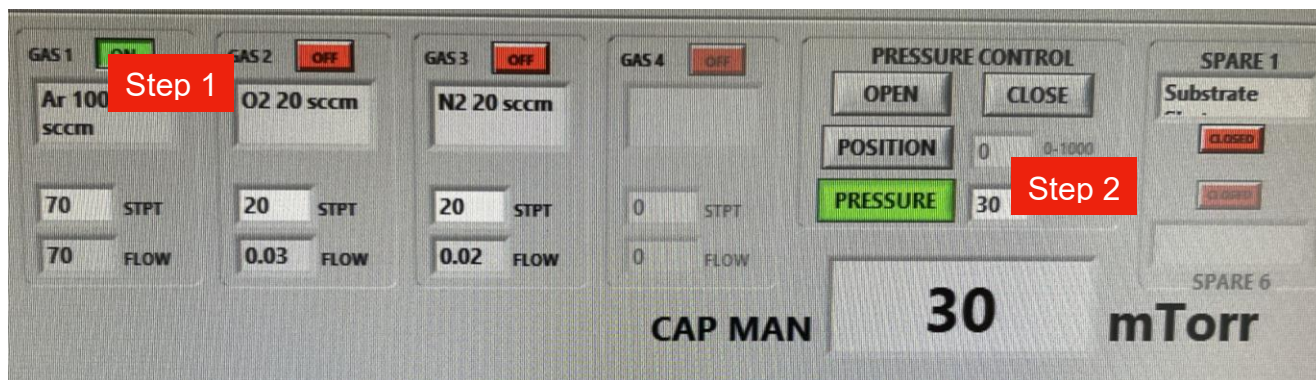 GAS 1 ON
Step 1
Ar 100
sccm
70 STPT
70 FLOW
GAS 2 OFF
O2 20 sccm
20 STPT
0.03 FLOW
GAS 3 OFF
N2 20 sccm
20 STPT
0.02 FLOW
GAS 4 OFF
0 STPT
0 FLOW
PRESSURE CONTROL
OPEN CLOSE
POSITION 0 0-1000
PRESSURE 30
Step 2
CAP MAN 30 mTorr
SPARE 1
Substrate
CLOSED
CLOSED
SPARE 6